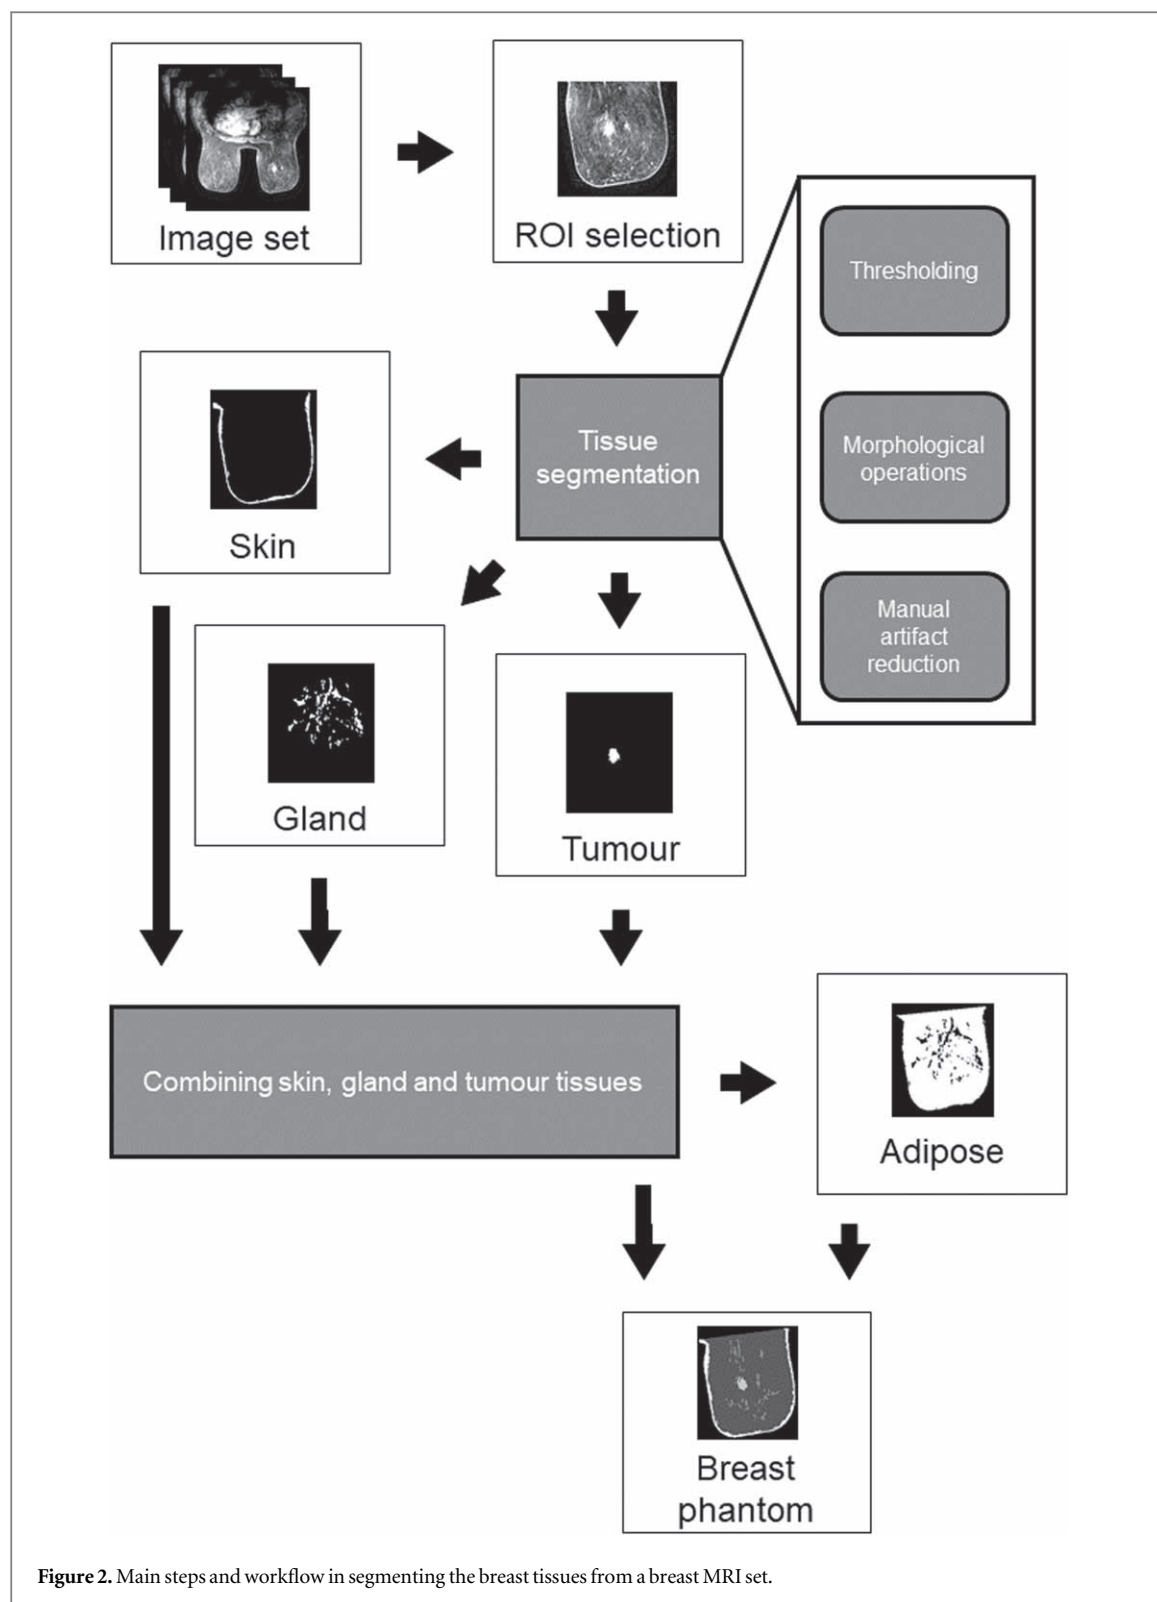 Image set
ROI selection
Thresholding
Tissue
segmentation
Morphological
operations
Manual
artifact
reduction
Skin
Gland
Tumour
Combining skin, gland and tumour tissues
Adipose
Breast
phantom
Figure 2. Main steps and workflow in segmenting the breast tissues from a breast MRI set.